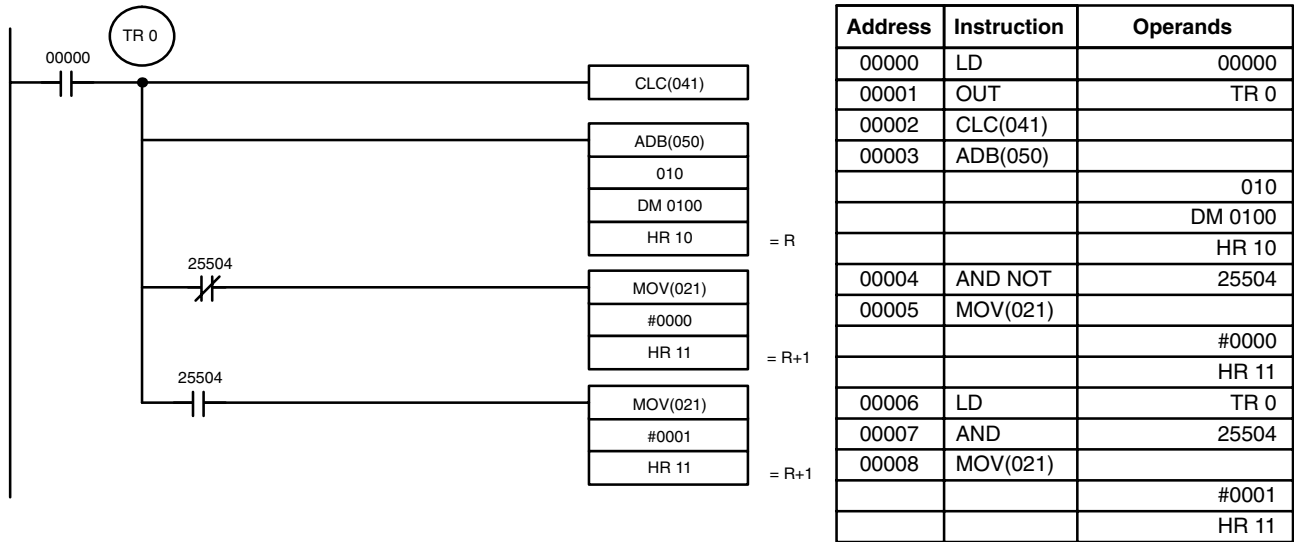 TR 0
00000
CLC(041)
ADB(050)
010
DM 0100
HR 10
= R
25504
MOV(021)
#0000
HR 11
= R+1
25504
MOV(021)
#0001
HR 11
= R+1
Address Instruction Operands
00000 LD 00000
00001 OUT TR 0
00002 CLC(041)
00003 ADB(050)
010
DM 0100
HR 10
00004 AND NOT 25504
00005 MOV(021)
#0000
HR 11
00006 LD TR 0
00007 AND 25504
00008 MOV(021)
#0001
HR 11